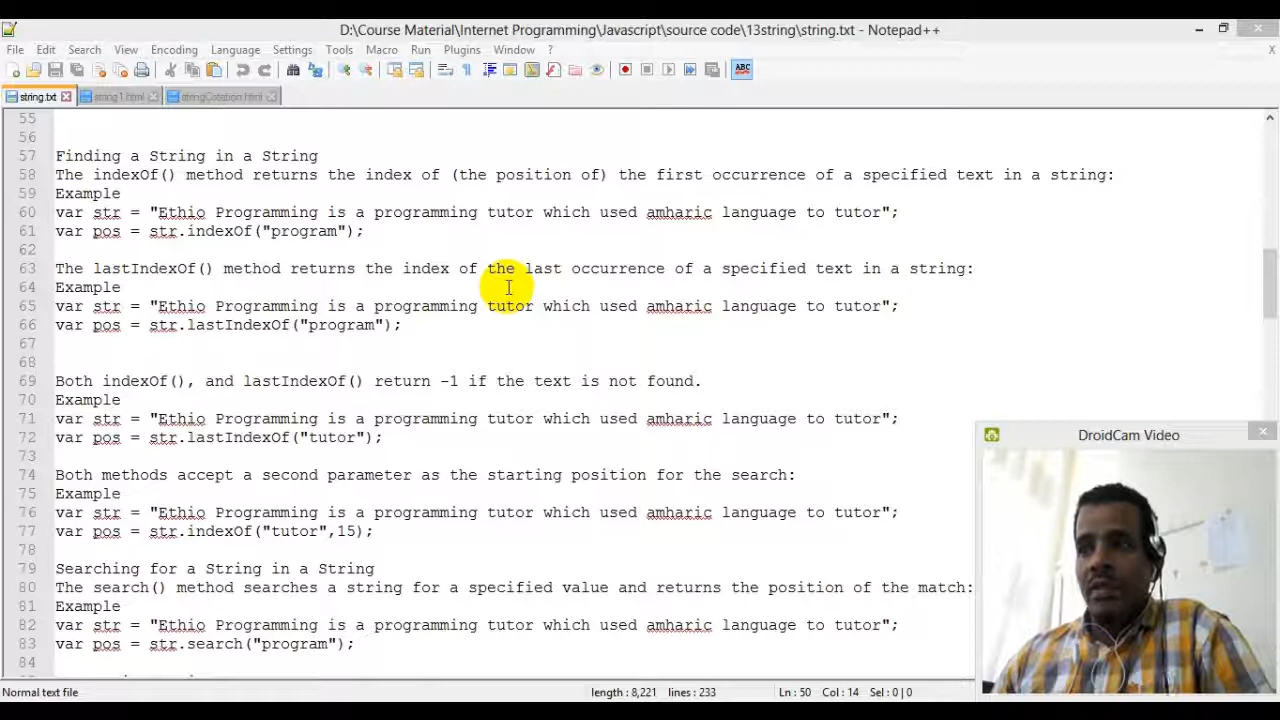 D:\Course Material\Internet Programming\Javascript\source code\13string\string.txt - Notepad++
File Edit Search View Encoding Language Settings Tools Macro Run Plugins Window ? X
ABC
string.txt string1.html stringCotation.html
55
56
57 Finding a String in a String
58 The indexOf() method returns the index of (the position of) the first occurrence of a specified text in a string:
59 Example
60 var str = "Ethio Programming is a programming tutor which used amharic language to tutor";
61 var pos = str.indexOf("program");
62
63 The lastIndexOf() method returns the index of the last occurrence of a specified text in a string:
64 Example
65 var str = "Ethio Programming is a programming tutor which used amharic language to tutor";
66 var pos = str.lastIndexOf("program");
67
68
69 Both indexOf(), and lastIndexOf() return -1 if the text is not found.
70 Example
71 var str = "Ethio Programming is a programming tutor which used amharic language to tutor";
72 var pos = str.lastIndexOf("tutor");
73
74 Both methods accept a second parameter as the starting position for the search:
75 Example
76 var str = "Ethio Programming is a programming tutor which used amharic language to tutor";
77 var pos = str.indexOf("tutor",15);
78
79 Searching for a String in a String
80 The search() method searches a string for a specified value and returns the position of the match:
81 Example
82 var str = "Ethio Programming is a programming tutor which used amharic language to tutor";
83 var pos = str.search("program");
84
DroidCam Video
Normal text file length : 8,221 lines : 233 Ln : 50 Col : 14 Sel : 0 | 0